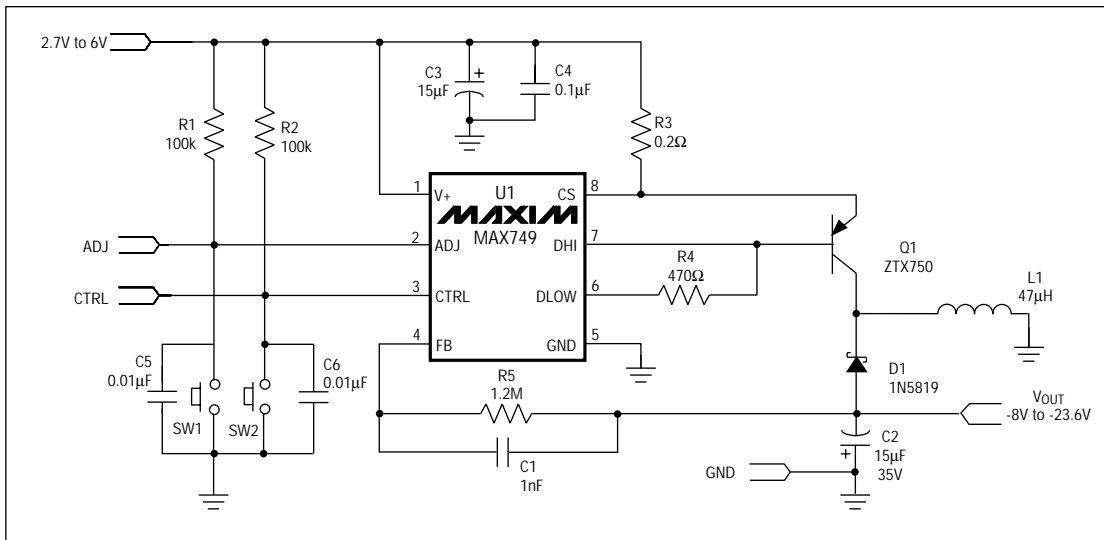 2.7V to 6V
C3
15µF
+
C4
0.1µF
R1
100k
R2
100k
R3
0.2Ω
1
V+
U1
CS
8
MAXIM
MAX749
ADJ
2
ADJ
DHI
7
Q1
ZTX750
R4
470Ω
CTRL
3
CTRL
DLOW
6
L1
47µH
4
FB
GND
5
C5
0.01µF
C6
0.01µF
SW1
SW2
R5
1.2M
D1
1N5819
VOUT
-8V to -23.6V
C1
1nF
C2
15µF
35V
+
GND